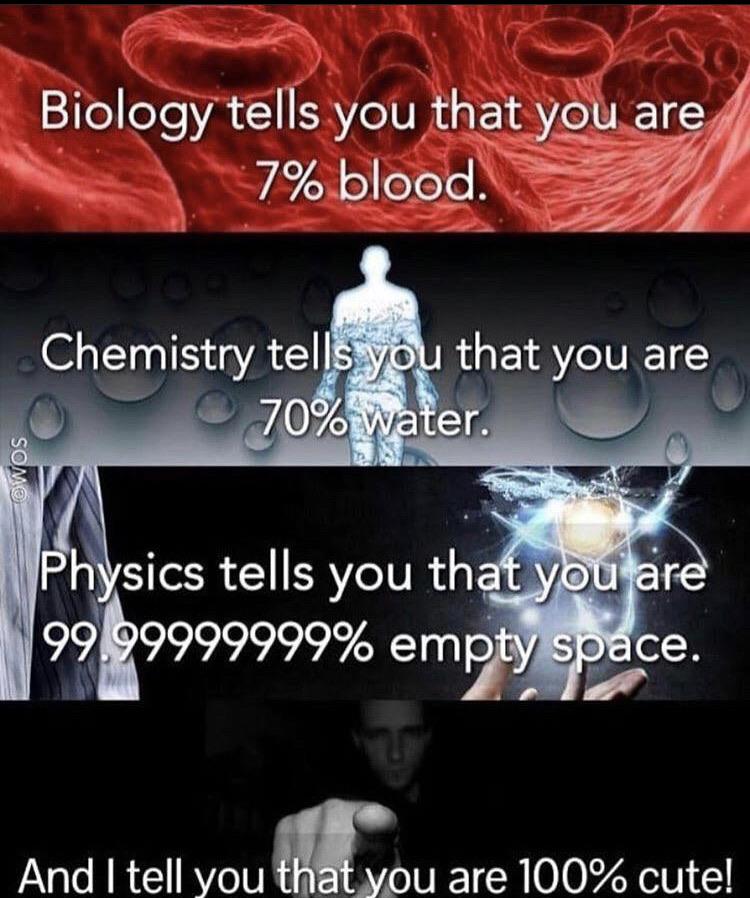 Biology tells you that you are
7% blood.
Chemistry tells you that you are
70% water.
@WOS
Physics tells you that you are
99.99999999% empty space.
And I tell you that you are 100% cute!